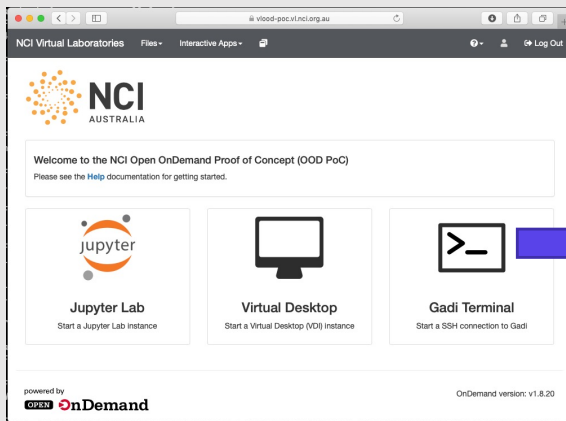 vlood-poc.vl.nci.org.au
NCI Virtual Laboratories Files Interactive Apps Log Out
NCI
AUSTRALIA
Welcome to the NCI Open OnDemand Proof of Concept (OOD PoC)
Please see the Help documentation for getting started.
jupyter >_
Jupyter Lab Virtual Desktop Gadi Terminal
Start a Jupyter Lab instance Start a Virtual Desktop (VDI) instance Start a SSH connection to Gadi
powered by
OPEN OnDemand OnDemand version: v1.8.20